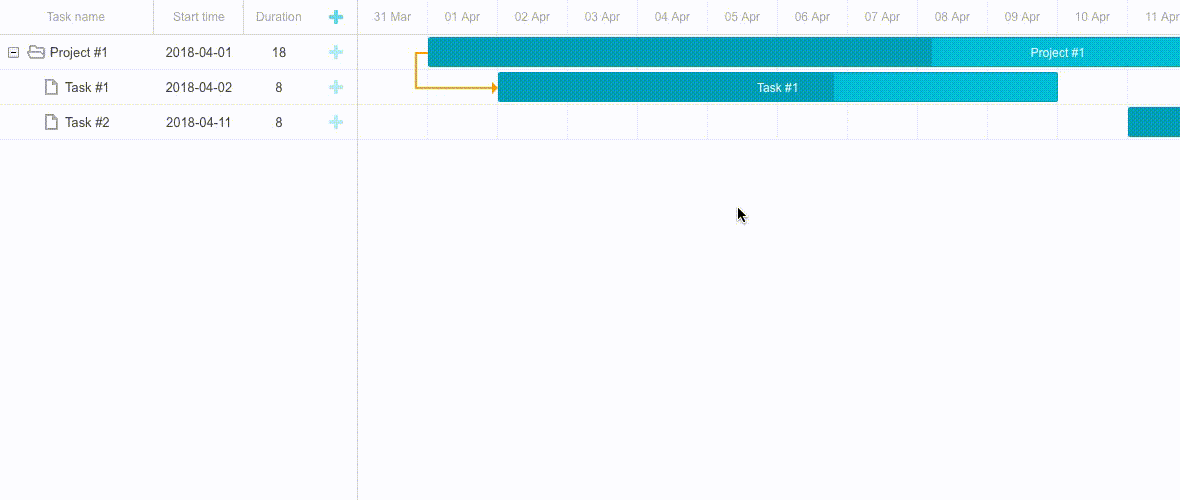 Task name Start time Duration 31 Mar 01 Apr 02 Apr 03 Apr 04 Apr 05 Apr 06 Apr 07 Apr 08 Apr 09 Apr 10 Apr 11 Apr
Project #1 2018-04-01 18 Project #1
Task #1 2018-04-02 8 Task #1
Task #2 2018-04-11 8